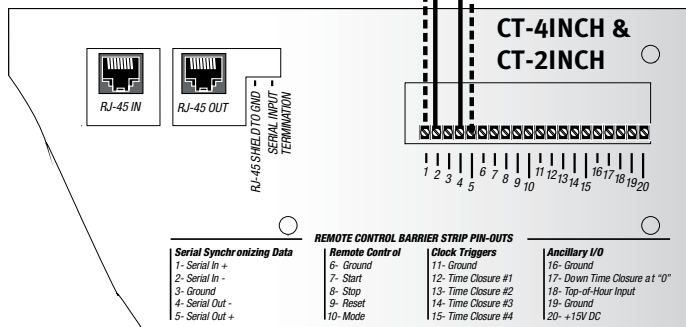 CT-4INCH &
CT-2INCH
RJ-45 IN
RJ-45 OUT
RJ-45 SHIELD TO GND
SERIAL INPUT
TERMINATION
1 2 3 4 5 6 7 8 9 10 11 12 13 14 15 16 17 18 19 20
REMOTE CONTROL BARRIER STRIP PIN-OUTS
Serial Synchronizing Data
1- Serial In +
2- Serial In -
3- Ground
4- Serial Out -
5- Serial Out +
Remote Control
6- Ground
7- Start
8- Stop
9- Reset
10- Mode
Clock Triggers
11- Ground
12- Time Closure #1
13- Time Closure #2
14- Time Closure #3
15- Time Closure #4
Ancillary I/O
16- Ground
17- Down Time Closure at "0"
18- Top-of-Hour Input
19- Ground
20- +15V DC